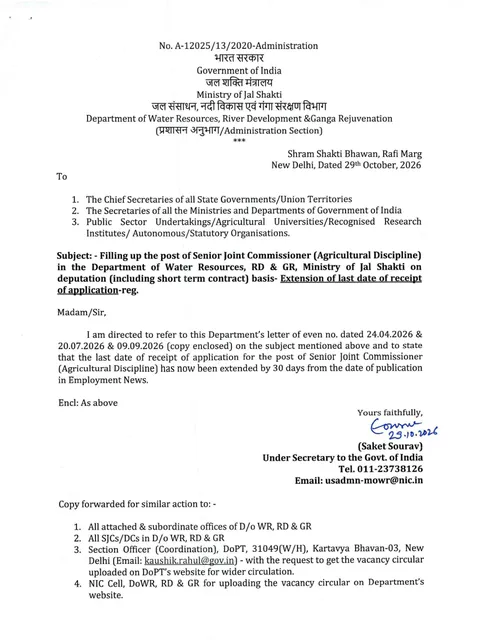 No. A-12025/13/2020-Administration
भारत सरकार
Government of India
जल शक्ति मंत्रालय
Ministry of Jal Shakti
जल संसाधन, नदी विकास एवं गंगा संरक्षण विभाग
Department of Water Resources, River Development &Ganga Rejuvenation
(प्रशासन अनुभाग/Administration Section)
***
Shram Shakti Bhawan, Rafi Marg
New Delhi, Dated 29th October, 2026
To
1. The Chief Secretaries of all State Governments/Union Territories
2. The Secretaries of all the Ministries and Departments of Government of India
3. Public Sector Undertakings/Agricultural Universities/Recognised Research
Institutes/ Autonomous/Statutory Organisations.
Subject: - Filling up the post of Senior Joint Commissioner (Agricultural Discipline)
in the Department of Water Resources, RD & GR, Ministry of Jal Shakti on
deputation (including short term contract) basis- Extension of last date of receipt
of application-reg.
Madam/Sir,
I am directed to refer to this Department's letter of even no. dated 24.04.2026 &
20.07.2026 & 09.09.2026 (copy enclosed) on the subject mentioned above and to state
that the last date of receipt of application for the post of Senior Joint Commissioner
(Agricultural Discipline) has now been extended by 30 days from the date of publication
in Employment News.
Encl: As above
Yours faithfully,
29.10.2026
(Saket Sourav)
Under Secretary to the Govt. of India
Tel. 011-23738126
Email: usadmn-mowr@nic.in
Copy forwarded for similar action to: -
1. All attached & subordinate offices of D/o WR, RD & GR
2. All SJCs/DCs in D/o WR, RD & GR
3. Section Officer (Coordination), DoPT, 31049(W/H), Kartavya Bhavan-03, New
Delhi (Email: kaushik.rahul@gov.in) - with the request to get the vacancy circular
uploaded on DoPT's website for wider circulation.
4. NIC Cell, DoWR, RD & GR for uploading the vacancy circular on Department's
website.